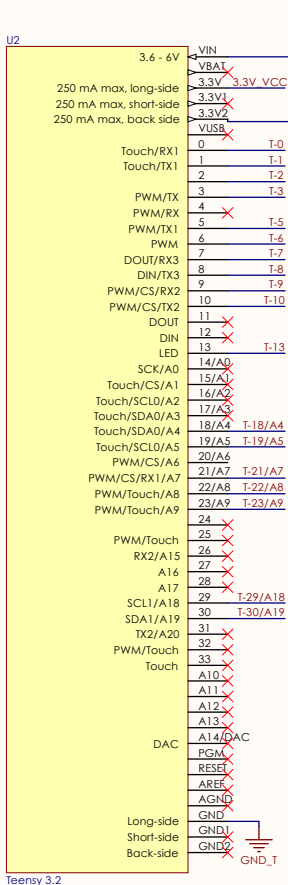 U2
3.6 - 6V VIN
VBAT
250 mA max, long-side 3.3V 3.3V_VCC
250 mA max, short-side 3.3V1
250 mA max, back side 3.3V2
VUSB
Touch/RX1 0 T-0
Touch/TX1 1 T-1
2 T-2
PWM/TX 3 T-3
PWM/RX 4
PWM/TX1 5 T-5
PWM 6 T-6
DOUT/RX3 7 T-7
DIN/TX3 8 T-8
PWM/CS/RX2 9 T-9
PWM/CS/TX2 10 T-10
DOUT 11
DIN 12
LED 13 T-13
SCK/A0 14/A0
Touch/CS/A1 15/A1
Touch/SCL0/A2 16/A2
Touch/SDA0/A3 17/A3
Touch/SDA0/A4 18/A4 T-18/A4
Touch/SCL0/A5 19/A5 T-19/A5
PWM/CS/A6 20/A6
PWM/CS/RX1/A7 21/A7 T-21/A7
PWM/Touch/A8 22/A8 T-22/A8
PWM/Touch/A9 23/A9 T-23/A9
24
PWM/Touch 25
RX2/A15 26
A16 27
A17 28
SCL1/A18 29 T-29/A18
SDA1/A19 30 T-30/A19
TX2/A20 31
PWM/Touch 32
Touch 33
A10
A11
A12
A13
DAC A14/DAC
PGM
RESET
AREF
AGND
Long-side GND
Short-side GND1
Back-side GND2
GND_T
Teensy 3.2